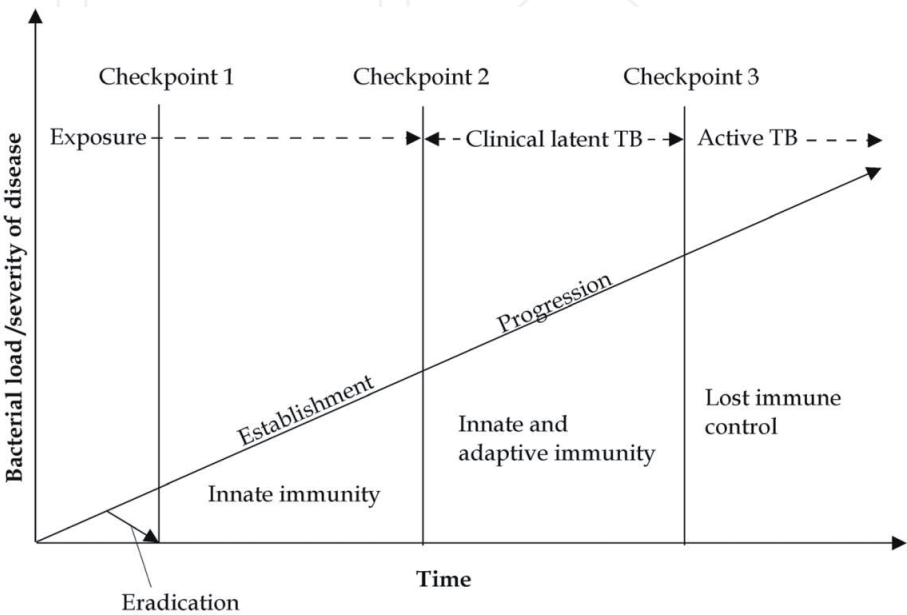 Checkpoint 1
Checkpoint 2
Checkpoint 3
Exposure
Clinical latent TB
Active TB
Bacterial load /severity of disease
Progression
Establishment
Lost immune
control
Innate and
adaptive immunity
Innate immunity
Time
Eradication